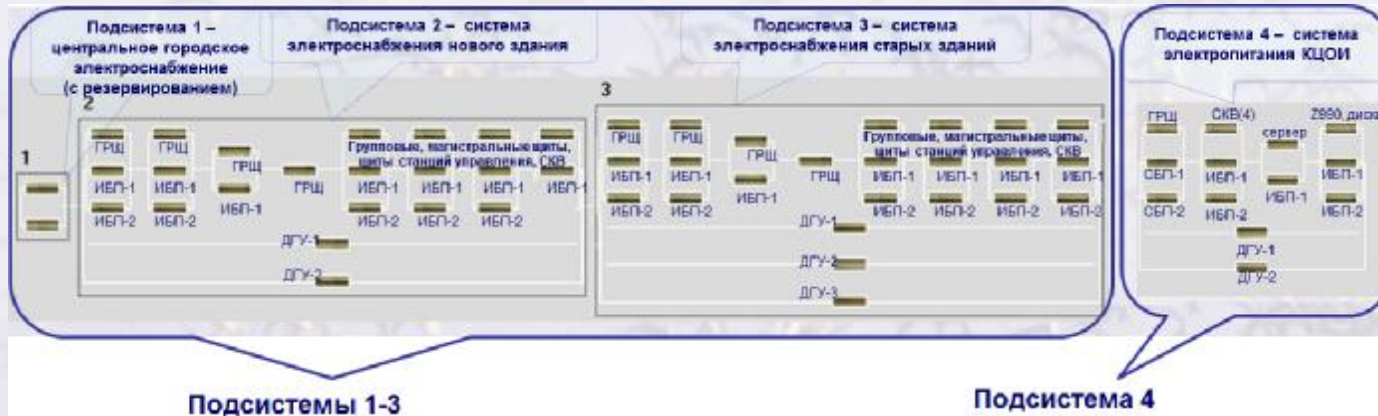 Подсистема 1 –
центральное городское
электроснабжение
(с резервированием)
Подсистема 2 – система
электроснабжения нового здания
Подсистема 3 – система
электроснабжения старых зданий
Подсистема 4 – система
электропитания КЦОИ
1
2
ГРЩ ГРЩ ГРЩ ГРЩ
Групповые, магистральные щиты,
щиты станций управления, СКВ
ИБП-1 ИБП-1 ИБП-1 ИБП-1 ИБП-1 ИБП-1 ИБП-1
ИБП-2 ИБП-2 ИБП-2 ИБП-2 ИБП-2
ДГУ-1
ДГУ-2
3
ГРЩ ГРЩ ГРЩ ГРЩ
Групповые, магистральные щиты,
щиты станций управления, СКВ
ИБП-1 ИБП-1 ИБП-1 ИБП-1 ИБП-1 ИБП-1 ИБП-1
ИБП-2 ИБП-2 ИБП-2 ИБП-2 ИБП-2 ИБП-2
ДГУ-1
ДГУ-2
ДГУ-3
ГРЩ СКВ(4) сервер Z990, диски
СБП-1 ИБП-1 ИБП-1 ИБП-1
СБП-2 ИБП-2 ИБП-2
ДГУ-1
ДГУ-2
Подсистемы 1-3
Подсистема 4